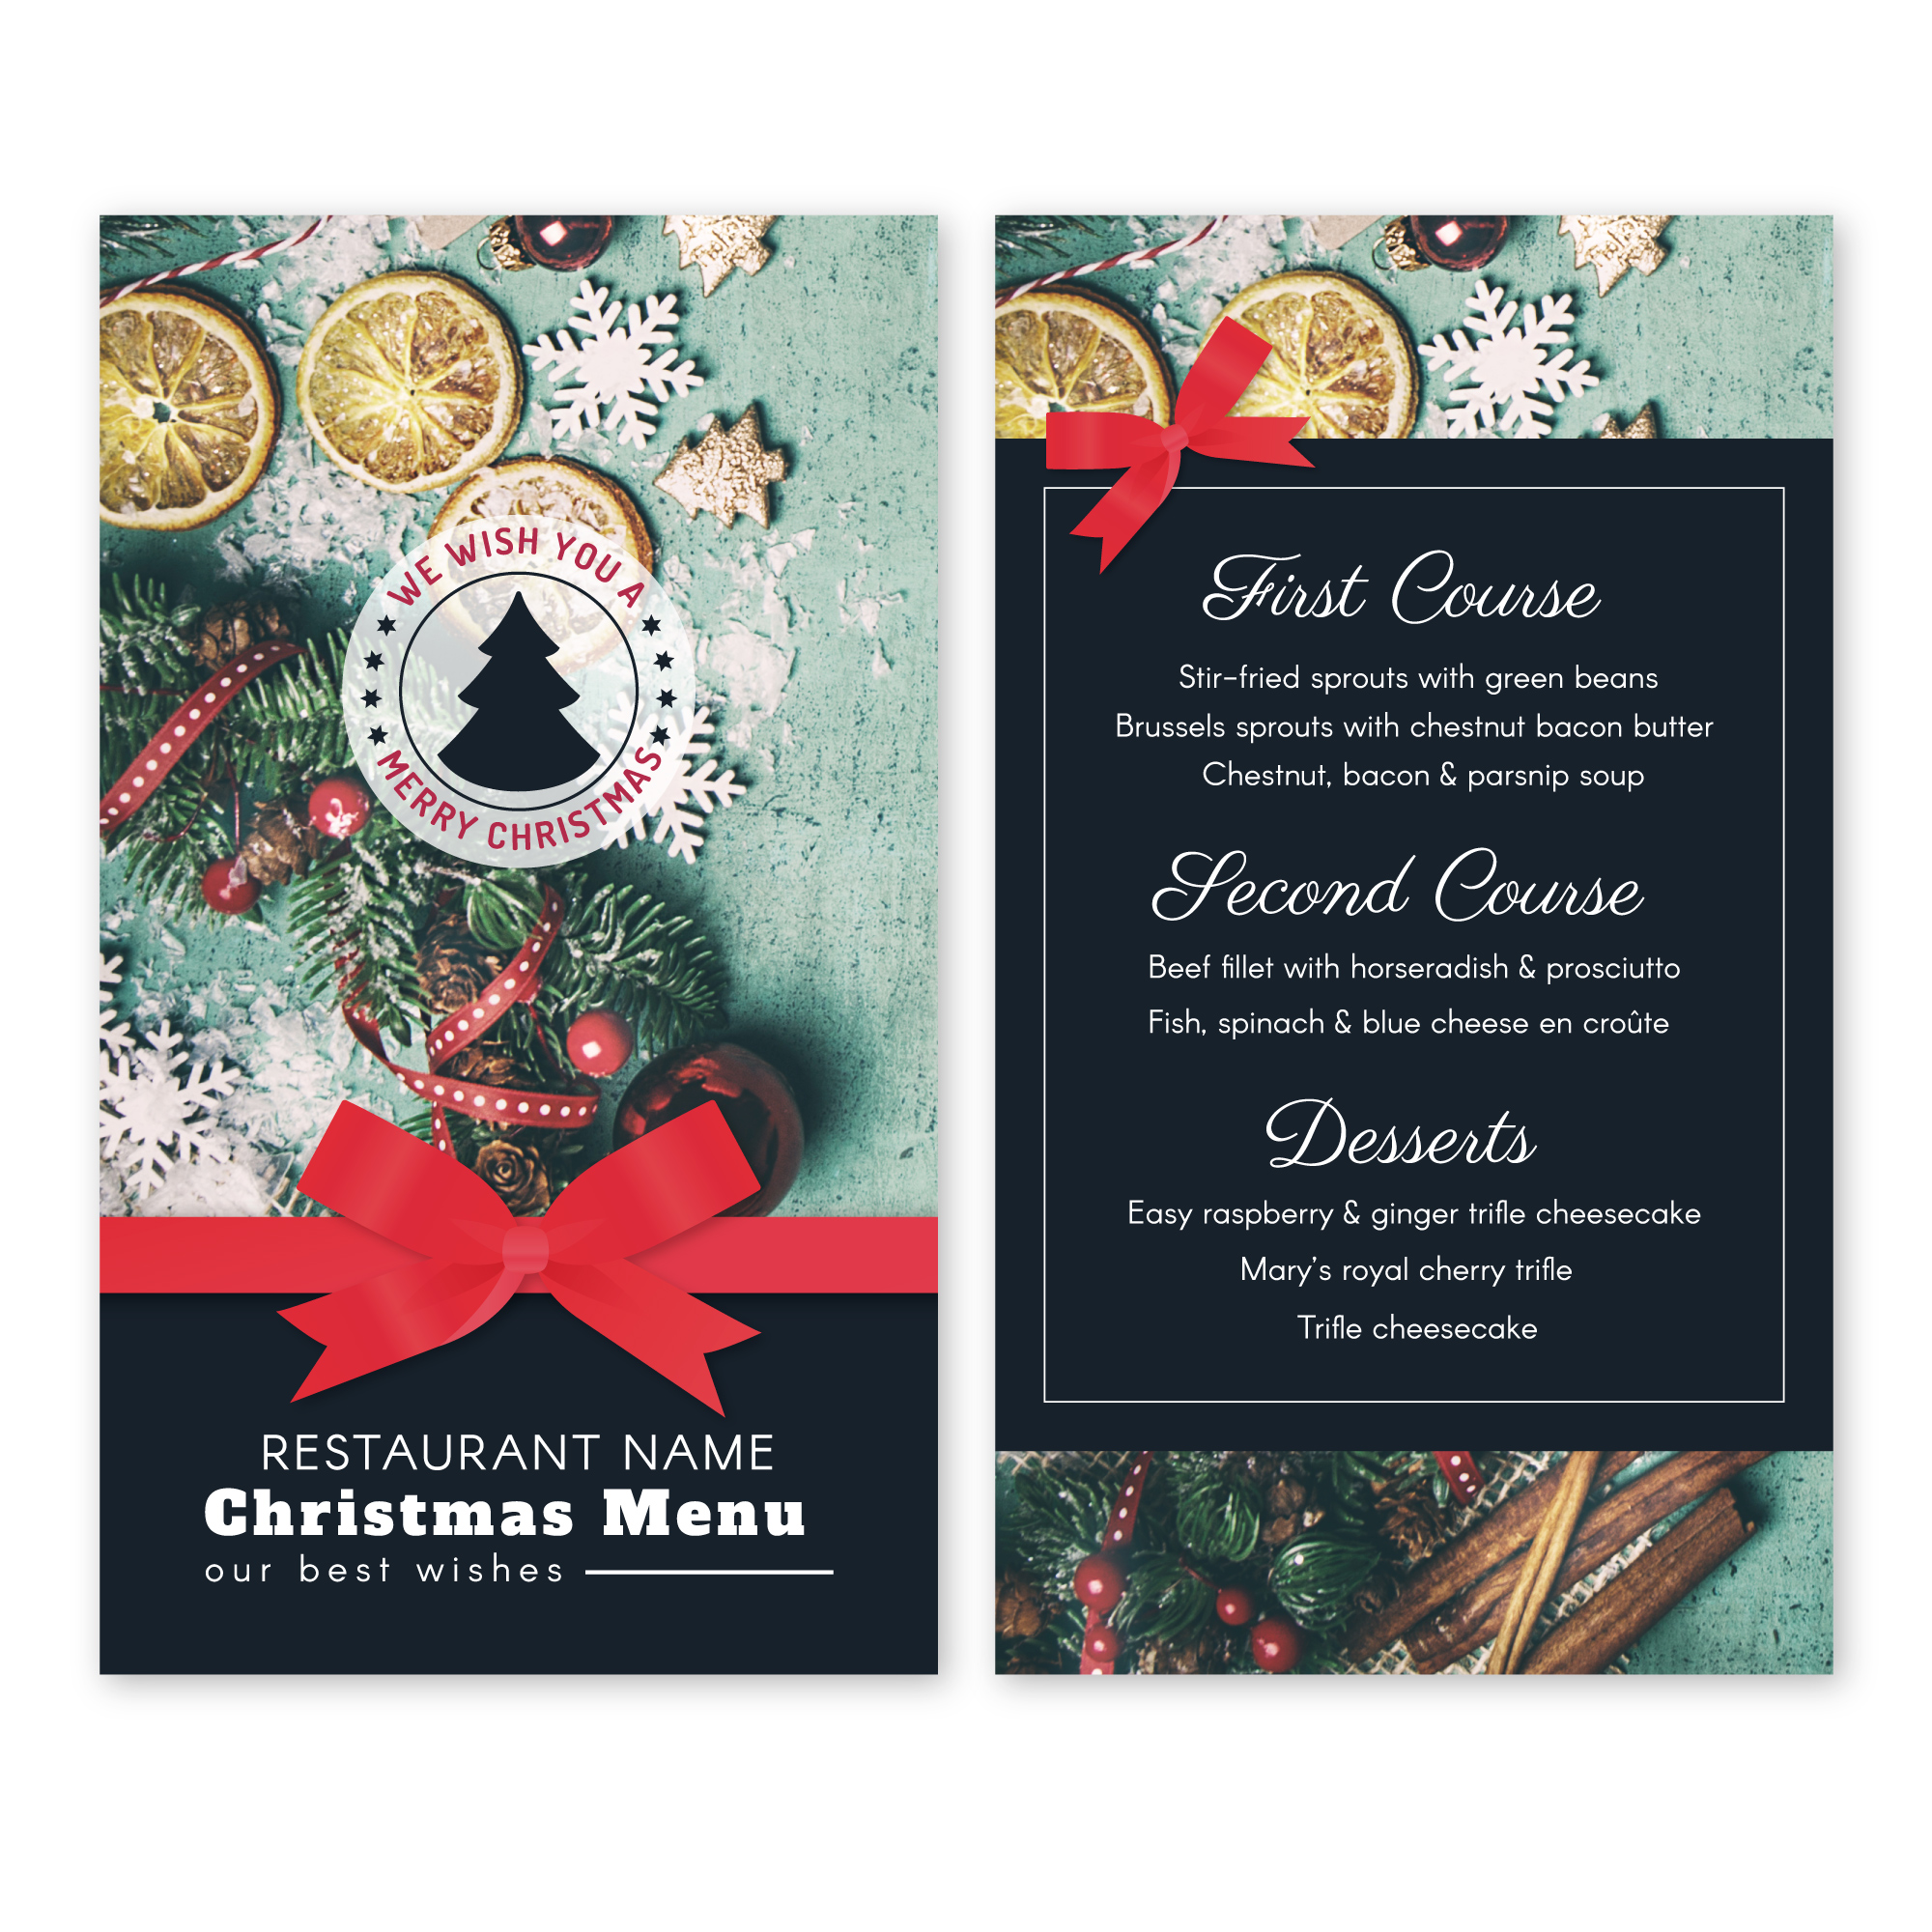 WE WISH YOU A
MERRY CHRISTMAS
RESTAURANT NAME
Christmas Menu
our best wishes
First Course
Stir-fried sprouts with green beans
Brussels sprouts with chestnut bacon butter
Chestnut, bacon & parsnip soup
Second Course
Beef fillet with horseradish & prosciutto
Fish, spinach & blue cheese en croûte
Desserts
Easy raspberry & ginger trifle cheesecake
Mary’s royal cherry trifle
Trifle cheesecake